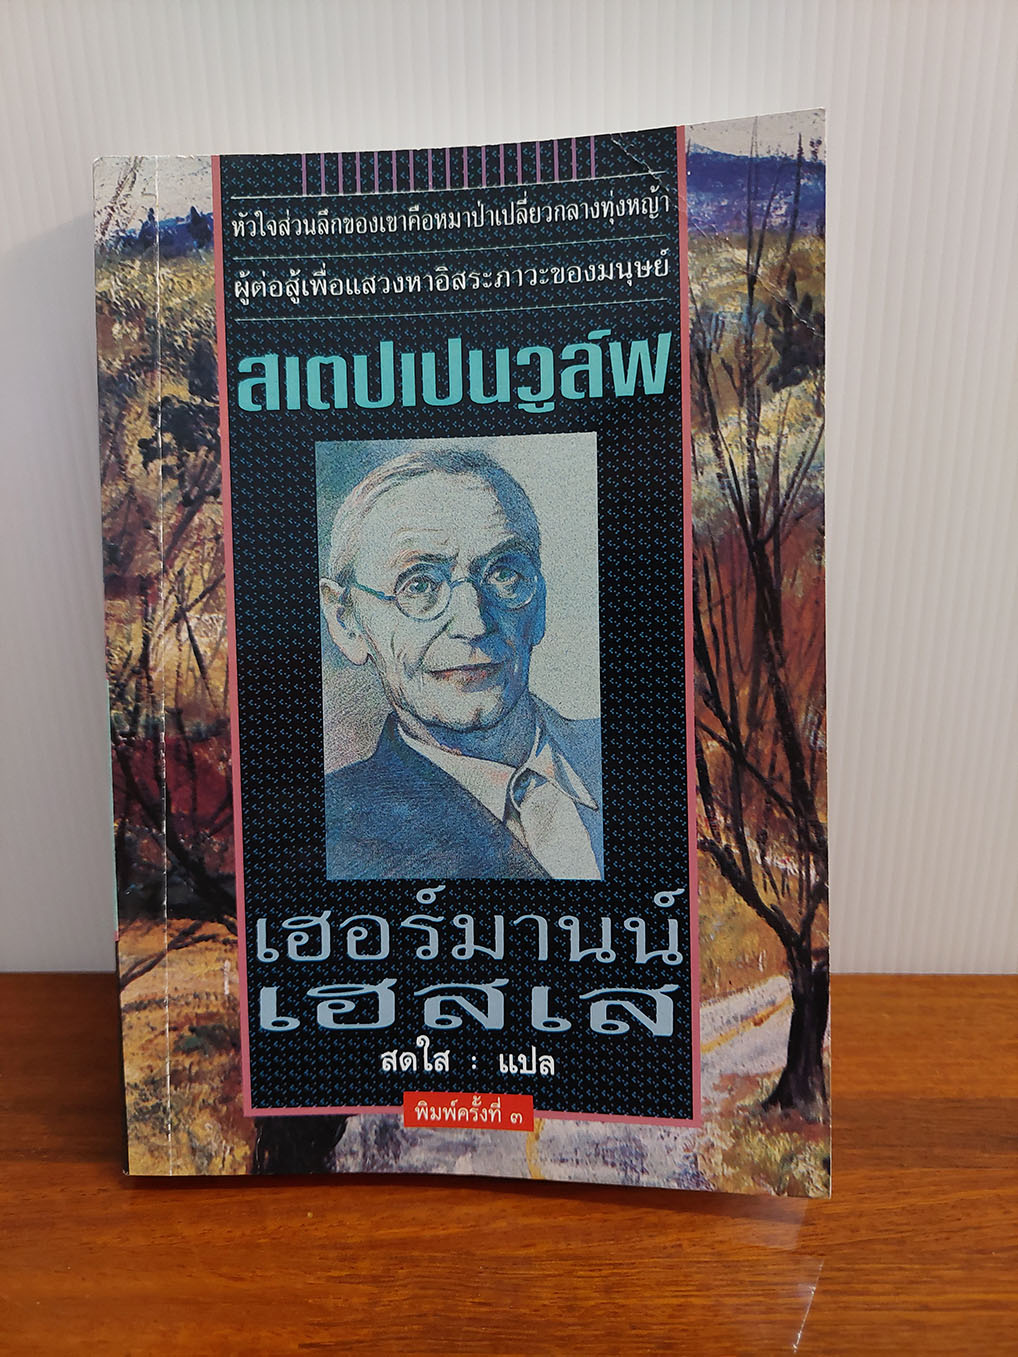 หัวใจส่วนลึกของเขาคือหมาป่าเปลี่ยวกลางทุ่งหญ้า
ผู้ต่อสู้เพื่อแสวงหาอิสระภาวะของมนุษย์
สเตปเปนวูล์ฟ
เฮอร์มานน์
เฮสเส
สดใส : แปล
พิมพ์ครั้งที่ ๓